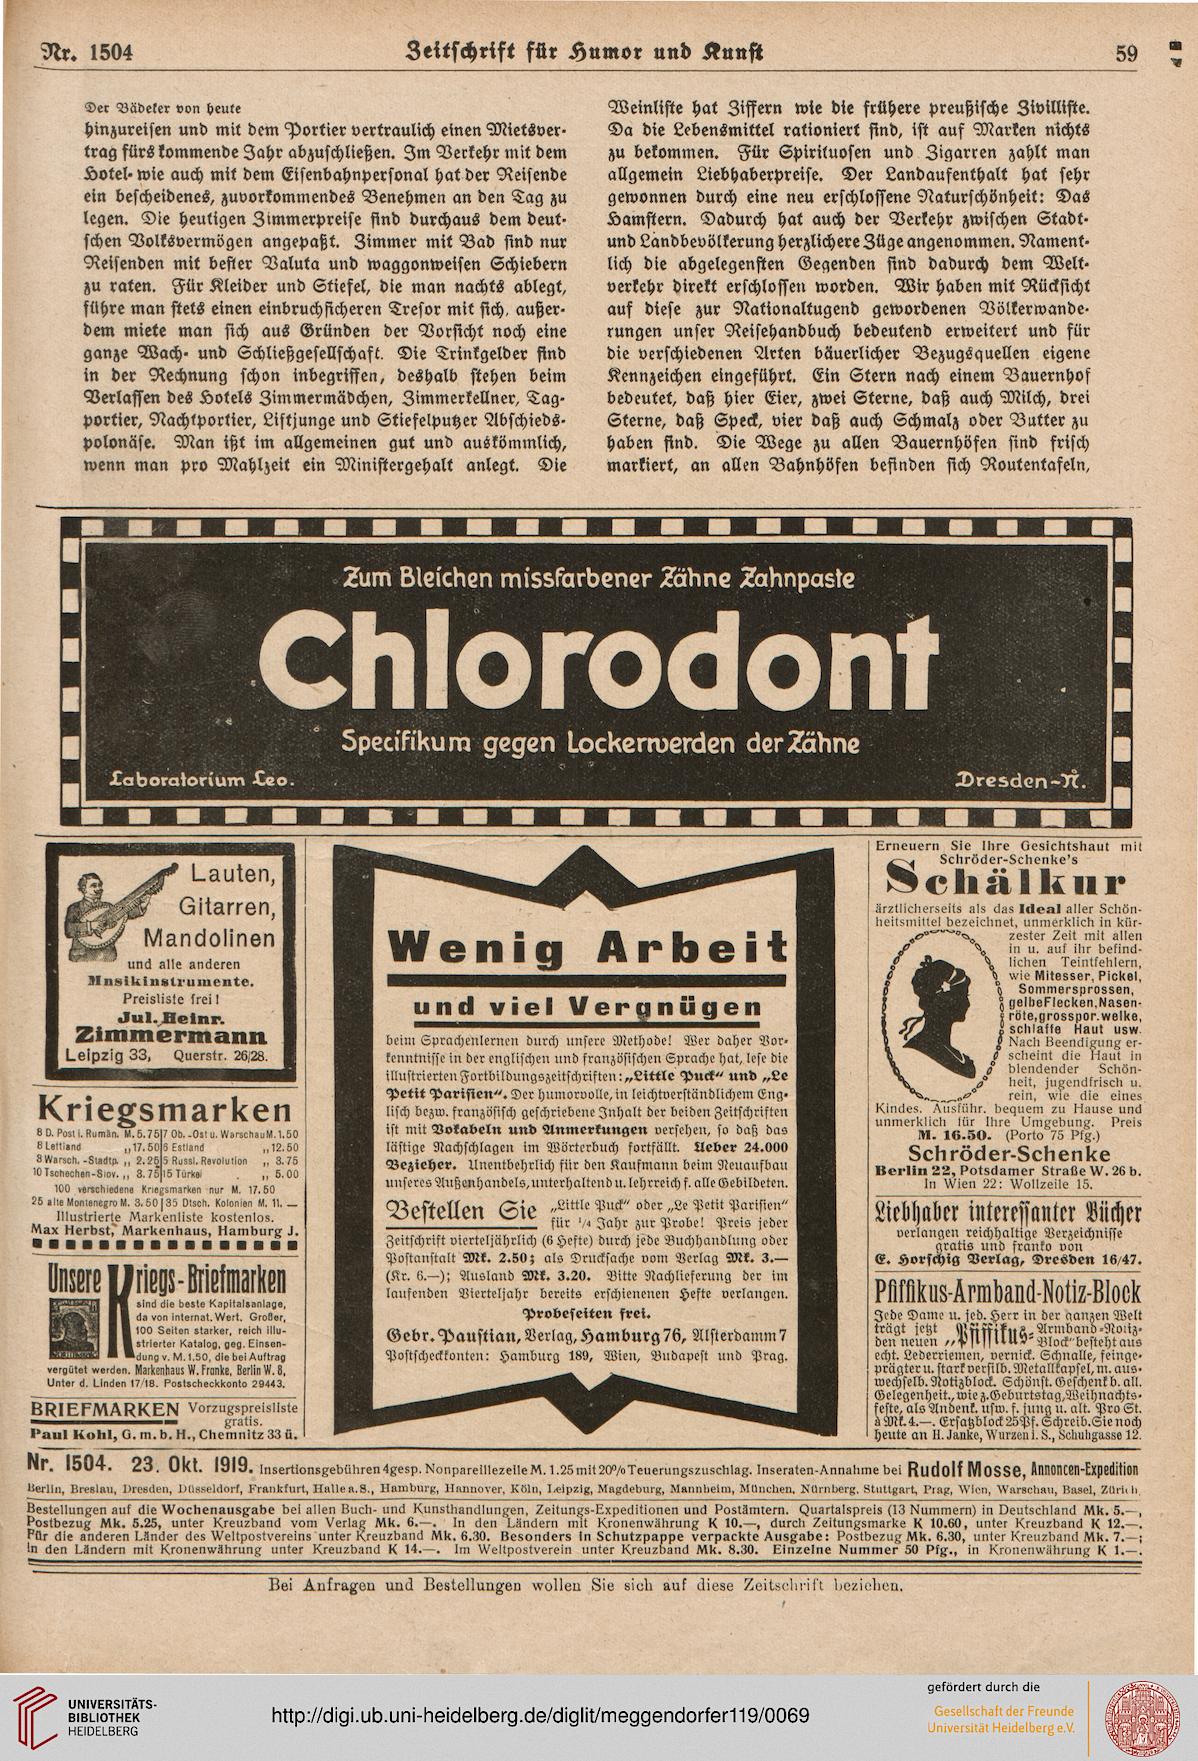 Nr. 1504
Zeitschrift für Humor und Kunst
59
Der Bädeker von heute
hinzureisen und mit dem Portier vertraulich einen Mietsver-
trag fürs kommende Jahr abzuschließen. Im Verkehr mit dem
Hotel- wie auch mit dem Eisenbahnpersonal hat der Reisende
ein bescheidenes, zuvorkommendes Benehmen an den Tag zu
legen. Die heutigen Zimmerpreise sind durchaus dem deut-
schen Volksvermögen angepaßt. Zimmer mit Bad sind nur
Reisenden mit bester Valuta und waggonweisen Schiebern
zu raten. Für Kleider und Stiefel, die man nachts ablegt,
führe man stets einen einbruchsicheren Tresor mit sich, außer-
dem miete man sich aus Gründen der Vorsicht noch eine
ganze Wach- und Schließgesellschaft. Die Trinkgelder sind
in der Rechnung schon inbegriffen, deshalb stehen beim
Verlassen des Hotels Zimmermädchen, Zimmerkellner, Tag-
portier, Nachtportier, Liftjunge und Stiefelputzer Abschieds-
polonäse. Man ißt im allgemeinen gut und auskömmlich,
wenn man pro Mahlzeit ein Ministergehalt anlegt. Die
Weinliste hat Ziffern wie die frühere preußische Zivilliste.
Da die Lebensmittel rationiert sind, ist auf Marken nichts
zu bekommen. Für Spirituosen und Zigarren zahlt man
allgemein Liebhaberpreise. Der Landaufenthalt hat sehr
gewonnen durch eine neu erschlossene Naturschönheit: Das
Hamstern. Dadurch hat auch der Verkehr zwischen Stadt-
und Landbevölkerung herzlichere Züge angenommen. Nament-
lich die abgelegensten Gegenden sind dadurch dem Welt-
verkehr direkt erschlossen worden. Wir haben mit Rücksicht
auf diese zur Nationaltugend gewordenen Völkerwande-
rungen unser Reisehandbuch bedeutend erweitert und für
die verschiedenen Arten bäuerlicher Bezugsquellen eigene
Kennzeichen eingeführt. Ein Stern nach einem Bauernhof
bedeutet, daß hier Eier, zwei Sterne, daß auch Milch, drei
Sterne, daß Speck, vier daß auch Schmalz oder Butter zu
haben sind. Die Wege zu allen Bauernhöfen sind frisch
markiert, an allen Bahnhöfen befinden sich Routentafeln,
Zum Bleichen missfarbener Zähne Zahnpaste
Chlorodont
Specifikum gegen Lockerwerden der Zähne
Laboratorium Leo.
Dresden-N.
Lauten,
Gitarren,
Mandolinen
und alle anderen
Musikinstrumente.
Preisliste frei!
Jul. Heinr.
Zimmermann
Leipzig 33, Querstr. 26/28.
Kriegsmarken
8 D. Post i. Rumän. M. 5.75 | 7 Ob.-Ost u. Warschau M. 1.50
8 Lettland „ 17.50 | 6 Estland „ 12.50
8 Warsch.-Stadtp. „ 2.25 | 5 Russl. Revolution „ 3.75
10 Tschechen-Slov. „ 3.75 | 15 Türkei „ 5.00
100 verschiedene Kriegsmarken nur M. 17.50
25 alte Montenegro M. 3.50 | 35 Dtsch. Kolonien M. 11.—
Illustrierte Markenliste kostenlos.
Max Herbst, Markenhaus, Hamburg J.
Unsere Kriegs-Briefmarken
sind die beste Kapitalsanlage,
da von internat. Wert. Großer,
100 Seiten starker, reich illu-
strierter Katalog, geg. Einsen-
dung v. M. 1.50, die bei Auftrag
vergütet werden. Markenhaus W. Franke, Berlin W. 8,
Unter d. Linden 17/18. Postscheckkonto 29443.
BRIEFMARKEN Vorzugspreisliste
gratis.
Paul Kohl, G. m. b. H., Chemnitz 33 ü.
Wenig Arbeit
und viel Vergnügen
beim Sprachenlernen durch unsere Methode! Wer daher Vor-
kenntnisse in der englischen und französischen Sprache hat, lese die
illustrierten Fortbildungszeitschriften: „Little Puck“ und „Le
Petit Parisien“. Der humorvolle, in leichtverständlichem Eng-
lisch bezw. französisch geschriebene Inhalt der beiden Zeitschriften
ist mit Vokabeln und Anmerkungen versehen, so daß das
lästige Nachschlagen im Wörterbuch fortfällt. Ueber 24.000
Bezieher. Unentbehrlich für den Kaufmann beim Neuaufbau
unseres Außenhandels, unterhaltend u. lehrreich f. alle Gebildeten.
Bestellen Sie „Little Puck“ oder „Le Petit Parisien“
für 1/4 Jahr zur Probe! Preis jeder
Zeitschrift vierteljährlich (6 Hefte) durch jede Buchhandlung oder
Postanstalt Mk. 2.50; als Drucksache vom Verlag Mk. 3.—
(Kr. 6.—); Ausland Mk. 3.20. Bitte Nachlieferung der im
laufenden Vierteljahr bereits erschienenen Hefte verlangen.
Probeseiten frei.
Gebr. Paustian, Verlag, Hamburg 76, Alsterdamm 7
Postscheckkonten: Hamburg 189, Wien, Budapest und Prag.
Erneuern Sie Ihre Gesichtshaut mit
Schröder-Schenke's
Schälkur
ärztlicherseits als das Ideal aller Schön-
heitsmittel bezeichnet, unmerklich in kür-
zester Zeit mit allen
in u. auf ihr befind-
lichen Teintfehlern,
wie Mitesser, Pickel,
Sommersprossen,
gelbe Flecken, Nasen-
röte, grosspor. welke,
schlaffe Haut usw.
Nach Beendigung er-
scheint die Haut in
blendender Schön-
heit, jugendfrisch u.
rein, wie die eines
Kindes. Ausführ. bequem zu Hause und
unmerklich für Ihre Umgebung. Preis
M. 16.50. (Porto 75 Pfg.)
Schröder-Schenke
Berlin 22, Potsdamer Straße W. 26 b.
In Wien 22: Wollzeile 15.
Liebhaber interessanter Bücher
verlangen reichhaltige Verzeichnisse
gratis und franko von
E. Horschig Verlag, Dresden 16/47.
Pfiffikus-Armband-Notiz-Block
Jede Dame u. jed. Herr in der ganzen Welt
trägt jetzt den neuen „Pfiffikus-Armband-Notiz-
Block“ besteht aus
echt. Lederriemen, vernick. Schnalle, feinge-
prägter u. stark versilb. Metallkapsel, m. aus-
wechselb. Notizblock. Schönst. Geschenk b. all.
Gelegenheit., wie z. Geburtstag, Weihnachts-
feste, als Andenk. usw. f. jung u. alt. Pro St.
à Mk. 4.—. Ersatzblock 25 Pf. Schreib. Sie noch
heute an H. Janke, Wurzen i. S., Schuhgasse 12.
Nr. 1504. 23. Okt. 1919. Insertionsgebühren 4gesp. Nonpareillezeile M. 1.25 mit 20% Teuerungszuschlag. Inseraten-Annahme bei Rudolf Mosse, Annoncen-Expedition
Berlin, Breslau, Dresden, Düsseldorf, Frankfurt, Halle a. S., Hamburg, Hannover, Köln, Leipzig, Magdeburg, Mannheim, München, Nürnberg, Stuttgart, Prag, Wien, Warschau, Basel, Zürich.
Bestellungen auf die Wochenausgabe bei allen Buch- und Kunsthandlungen, Zeitungs-Expeditionen und Postämtern. Quartalspreis (13 Nummern) in Deutschland Mk. 5.—,
Postbezug Mk. 5.25, unter Kreuzband vom Verlag Mk. 6.—. In den Ländern mit Kronenwährung K 10.—, durch Zeitungsmarke K 10.60, unter Kreuzband K 12.—.
Für die anderen Länder des Weltpostvereins unter Kreuzband Mk. 6.30. Besonders in Schutzpappe verpackte Ausgabe: Postbezug Mk. 6.30, unter Kreuzband Mk. 7.—;
In den Ländern mit Kronenwährung unter Kreuzband K 14.—. Im Weltpostverein unter Kreuzband Mk. 8.30. Einzelne Nummer 50 Pfg., in Kronenwährung K 1.—.
Bei Anfragen und Bestellungen wollen Sie sich auf diese Zeitschrift beziehen.
UNIVERSITÄTS-
BIBLIOTHEK
HEIDELBERG
http://digi.ub.uni-heidelberg.de/diglit/meggendorfer119/0069
gefördert durch die
Gesellschaft der Freunde
Universität Heidelberg e.V.